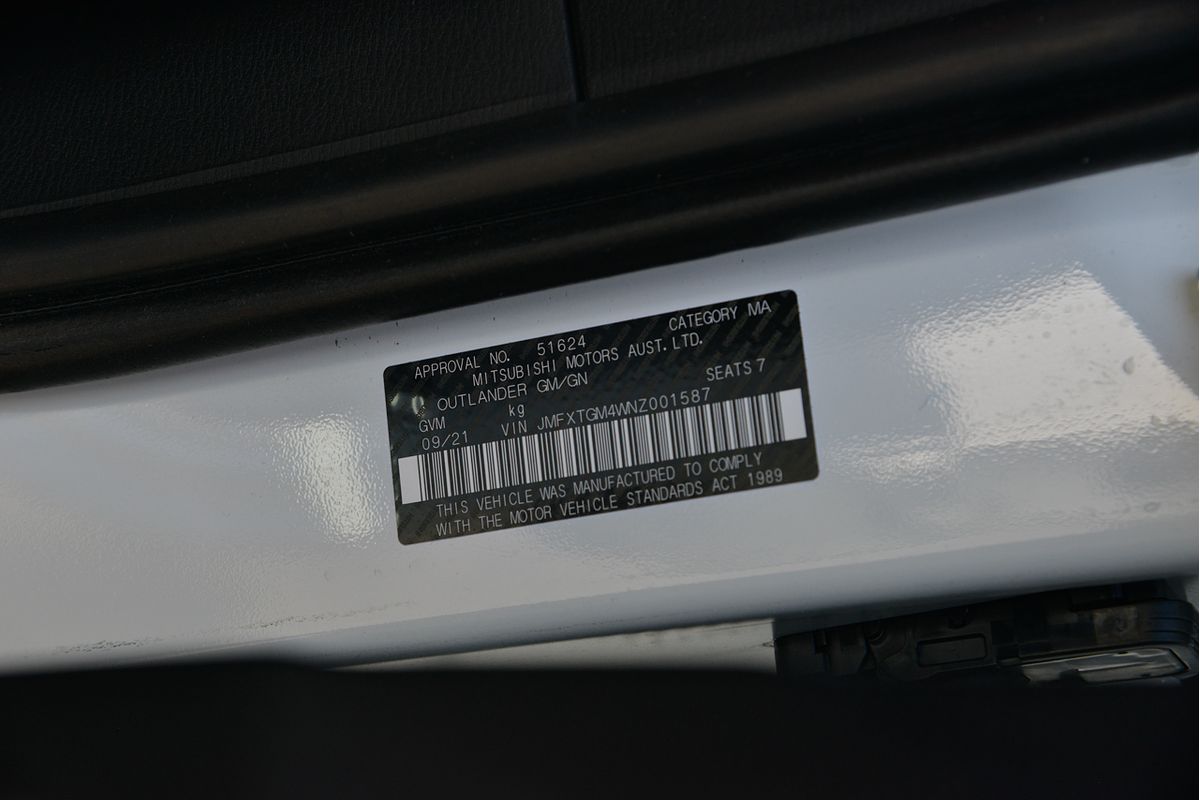 APPROVAL NO. 51624 CATEGORY MA
MITSUBISHI MOTORS AUST. LTD.
OUTLANDER GM/GN SEATS 7
GVM kg
09/21 VIN JMFXTGM4WNZ001587
THIS VEHICLE WAS MANUFACTURED TO COMPLY
WITH THE MOTOR VEHICLE STANDARDS ACT 1989